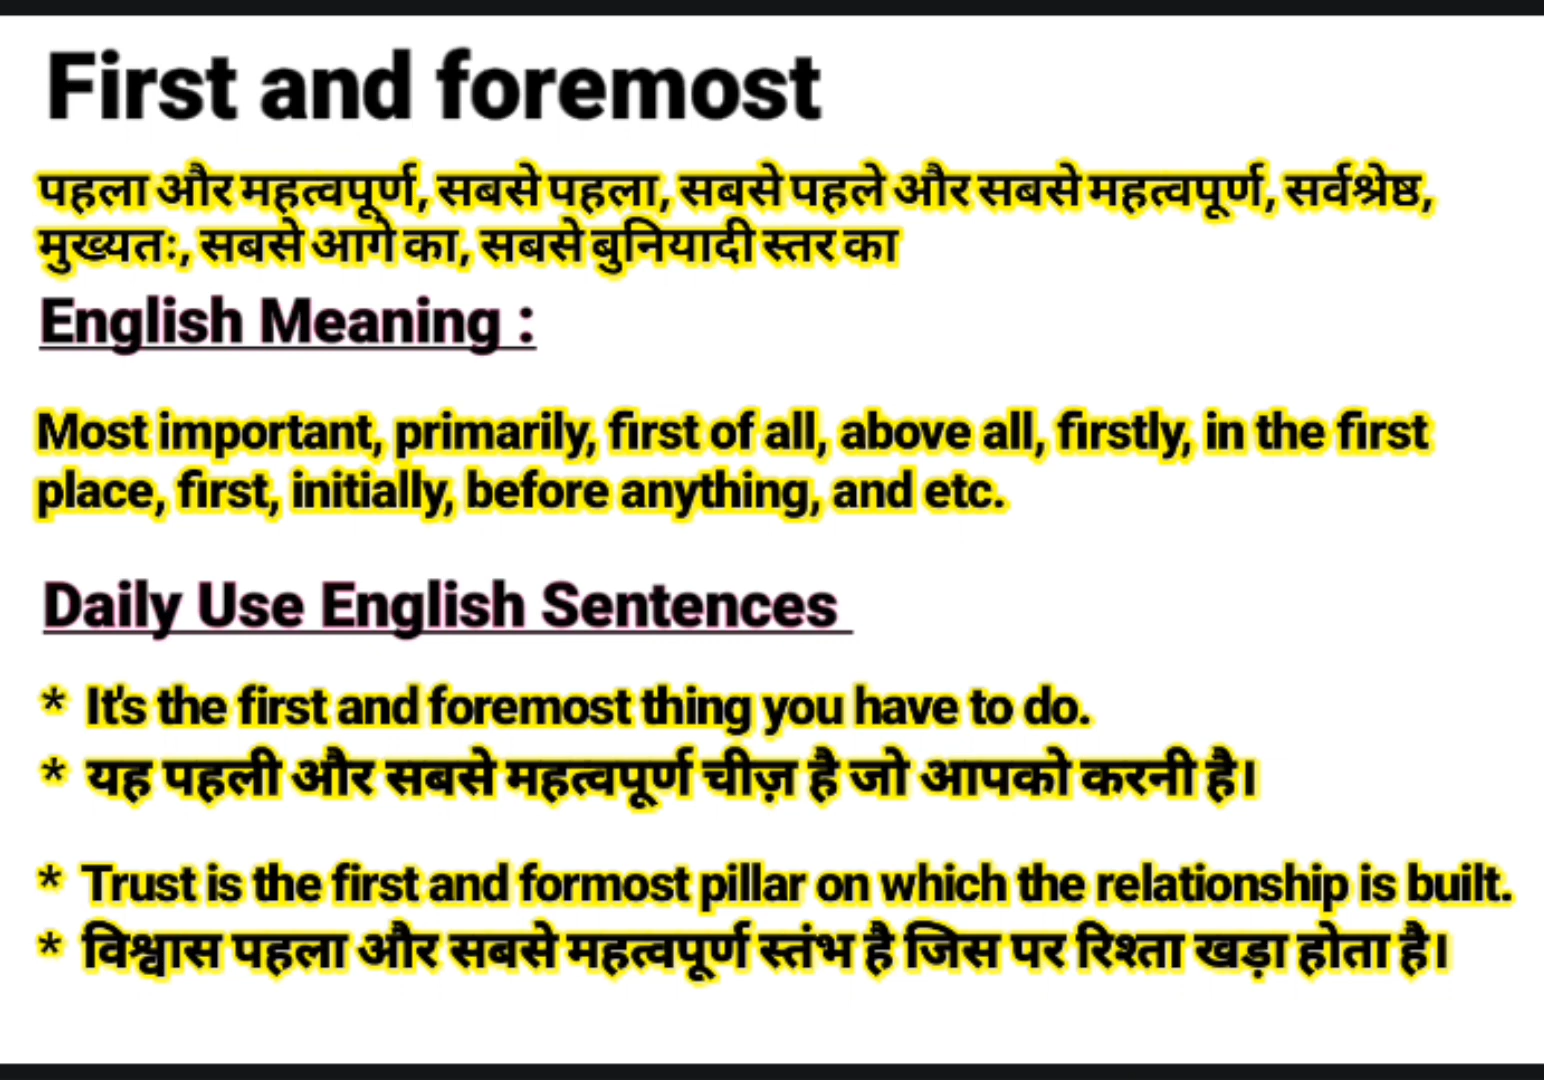 First and foremost
पहला और महत्वपूर्ण, सबसे पहला, सबसे पहले और सबसे महत्वपूर्ण, सर्वश्रेष्ठ,
मुख्यतः, सबसे आगे का, सबसे बुनियादी स्तर का
English Meaning :
Most important, primarily, first of all, above all, firstly, in the first
place, first, initially, before anything, and etc.
Daily Use English Sentences
* It's the first and foremost thing you have to do.
* यह पहली और सबसे महत्वपूर्ण चीज़ है जो आपको करनी है।
* Trust is the first and formost pillar on which the relationship is built.
* विश्वास पहला और सबसे महत्वपूर्ण स्तंभ है जिस पर रिश्ता खड़ा होता है।